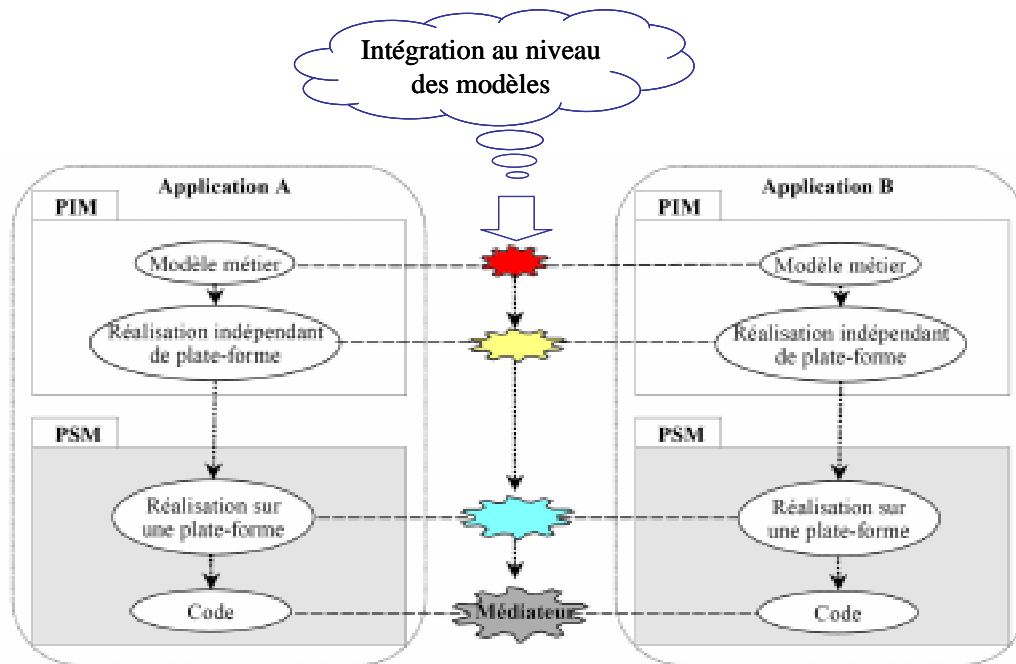 Intégration au niveau
des modèles
Application A
PIM
Modèle métier
Réalisation indépendant
de plate-forme
PSM
Réalisation sur
une plate-forme
Code
Médiateur
Application B
PIM
Modèle métier
Réalisation indépendant
de plate-forme
PSM
Réalisation sur
une plate-forme
Code